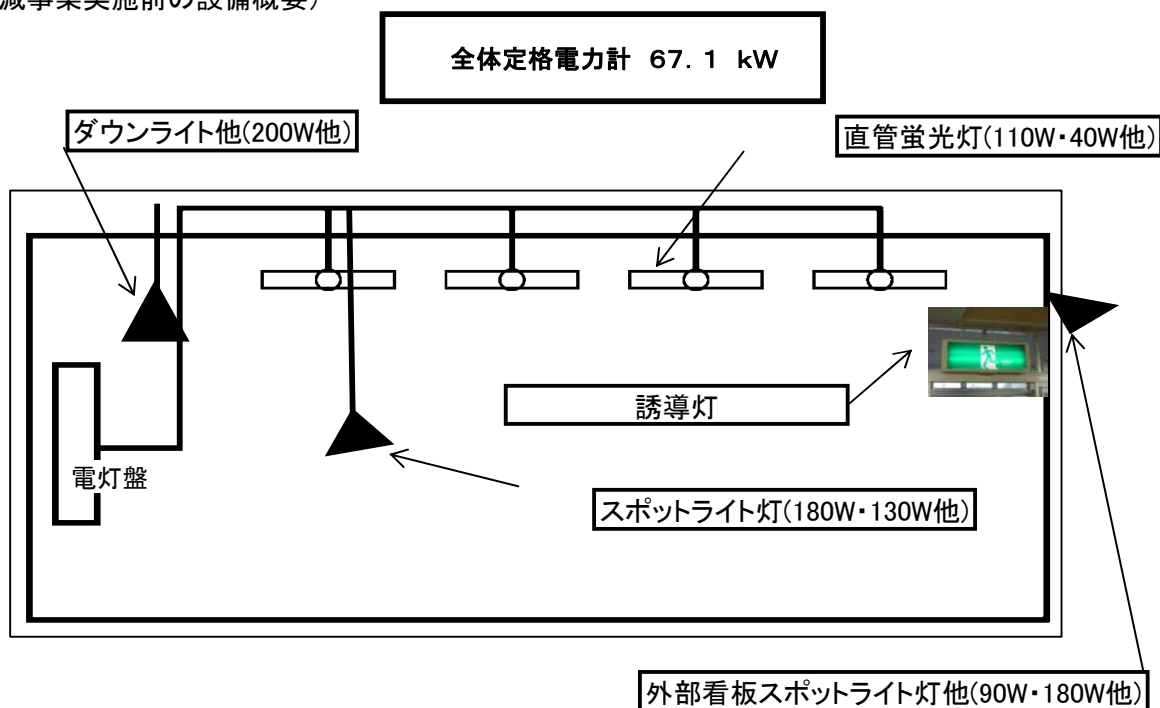 減事業実施前の設備概要)
全体定格電力計 67.1 kW
ダウンライト他(200W他)
直管蛍光灯(110W・40W他)
誘導灯
電灯盤
スポットライト灯(180W・130W他)
外部看板スポットライト灯他(90W・180W他)